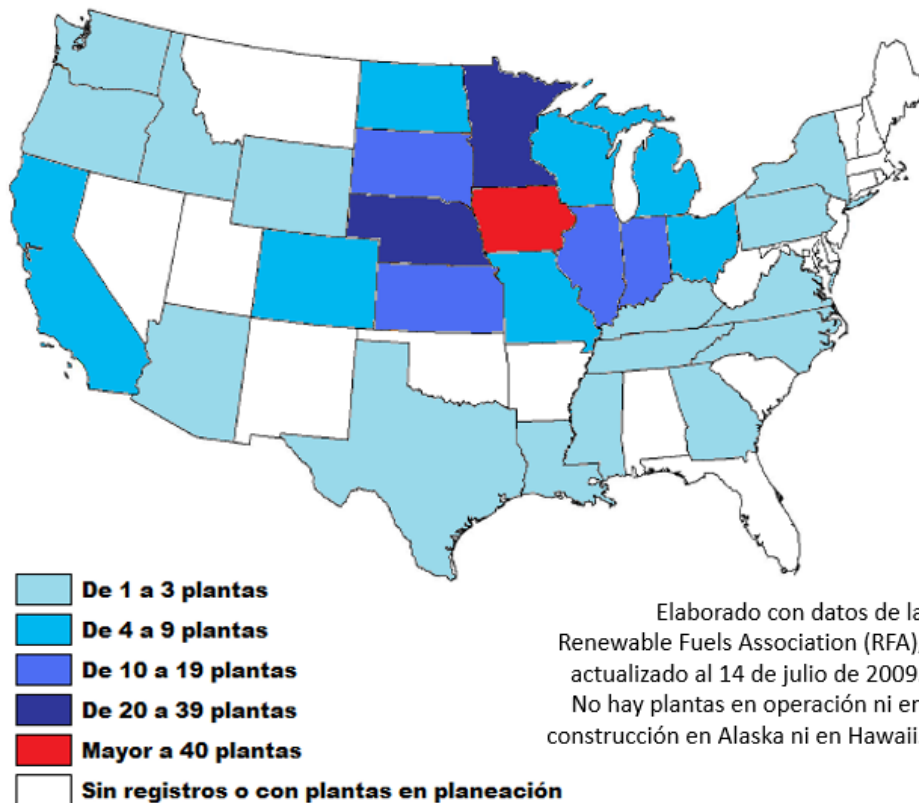 De 1 a 3 plantas
De 4 a 9 plantas
De 10 a 19 plantas
De 20 a 39 plantas
Mayor a 40 plantas
Sin registros o con plantas en planeación
Elaborado con datos de la
Renewable Fuels Association (RFA),
actualizado al 14 de julio de 2009
No hay plantas en operación ni en
construcción en Alaska ni en Hawaii